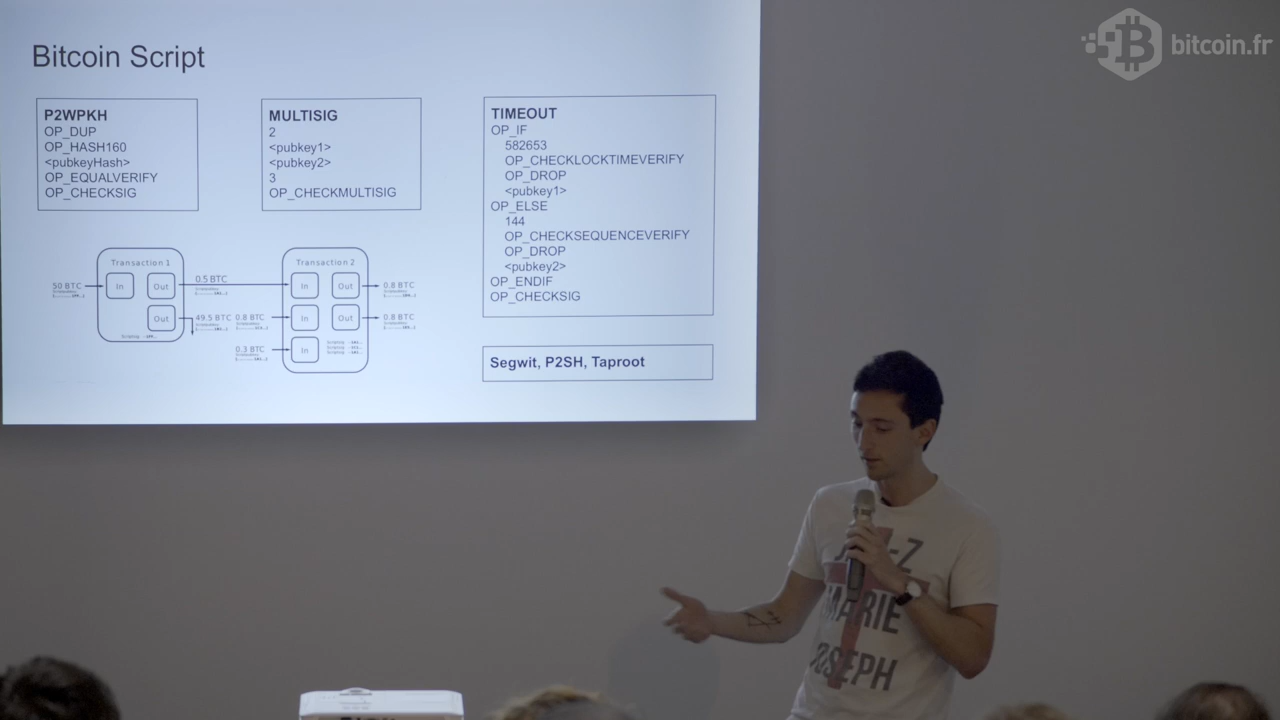 Bitcoin Script
P2WPKH
OP_DUP
OP_HASH160
<pubkeyHash>
OP_EQUALVERIFY
OP_CHECKSIG
MULTISIG
2
<pubkey1>
<pubkey2>
3
OP_CHECKMULTISIG
TIMEOUT
OP_IF
582653
OP_CHECKLOCKTIMEVERIFY
OP_DROP
<pubkey1>
OP_ELSE
144
OP_CHECKSEQUENCEVERIFY
OP_DROP
<pubkey2>
OP_ENDIF
OP_CHECKSIG
Transaction 1
50 BTC
In
Out
Out
0.5 BTC
49.5 BTC
0.8 BTC
0.3 BTC
Transaction 2
In
Out
In
Out
In
0.8 BTC
0.8 BTC
Segwit, P2SH, Taproot
bitcoin.fr
MARIE